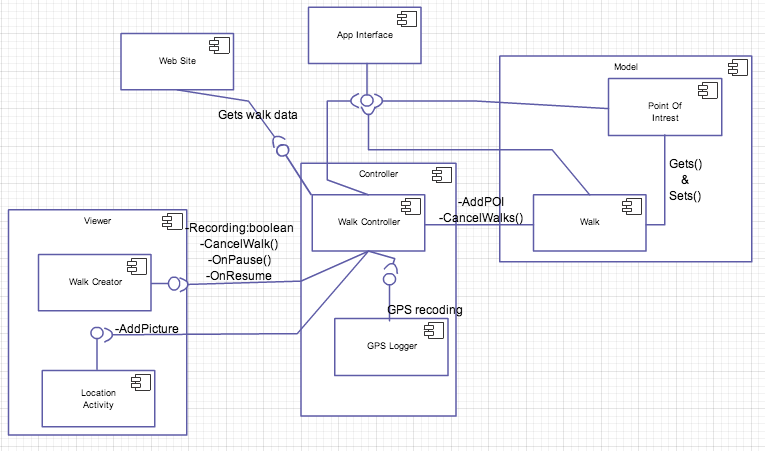 App Interface
Web Site
Model
Point Of
Intrest
Gets walk data
Controller
Gets()
&
Sets()
Walk Controller
-AddPOI
-CancelWalks()
Walk
Viewer
-Recording:boolean
-CancelWalk()
-OnPause()
-OnResume
Walk Creator
GPS recoding
-AddPicture
GPS Logger
Location
Activity